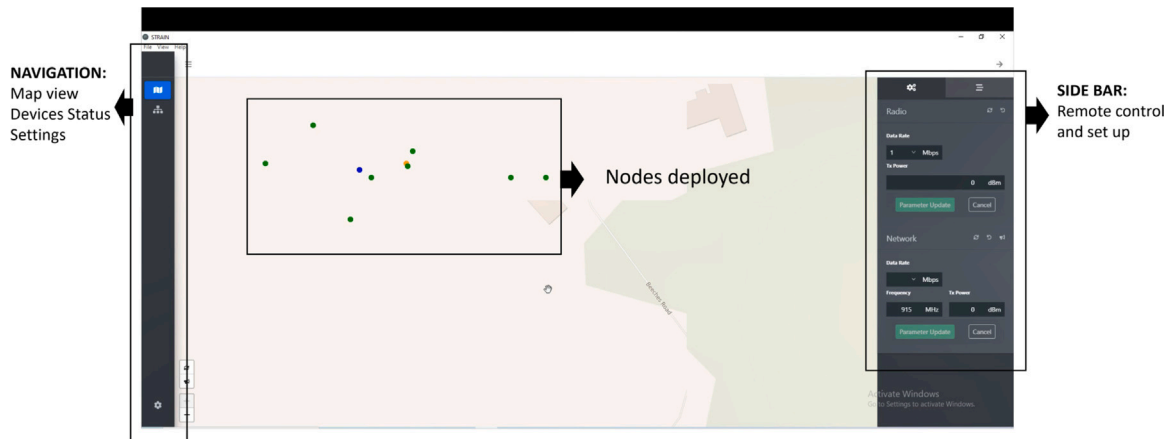 STRAIN
File View Help
NAVIGATION:
Map view
Devices Status
Settings
Nodes deployed
Beeches Road
Radio
Data Rate
1 Mbps
Tx Power
0 dBm
Parameter Update Cancel
Network
Data Rate
Mbps
Frequency Tx Power
915 MHz 0 dBm
Parameter Update Cancel
Activate Windows
Go to Settings to activate Windows.
SIDE BAR:
Remote control
and set up